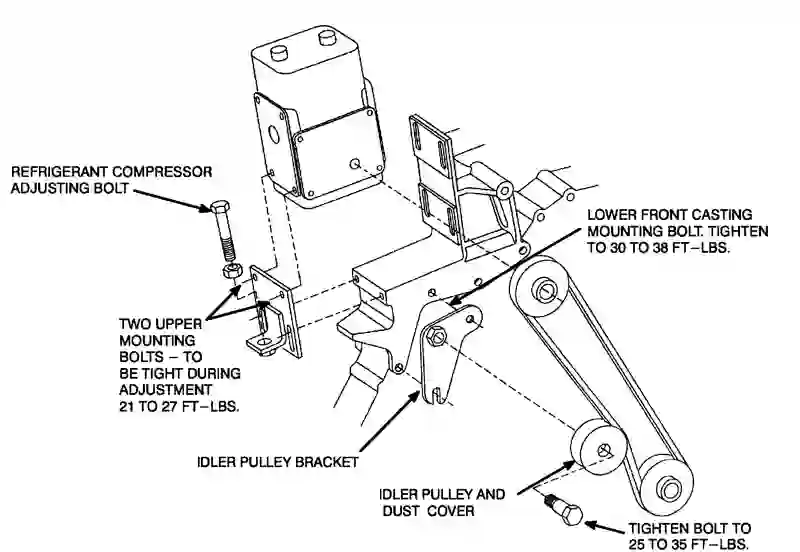 REFRIGERANT COMPRESSOR
ADJUSTING BOLT
LOWER FRONT CASTING
MOUNTING BOLT. TIGHTEN
TO 30 TO 38 FT-LBS.
TWO UPPER
MOUNTING
BOLTS - TO
BE TIGHT DURING
ADJUSTMENT
21 TO 27 FT-LBS.
IDLER PULLEY BRACKET
IDLER PULLEY AND
DUST COVER
TIGHTEN BOLT TO
25 TO 35 FT-LBS.